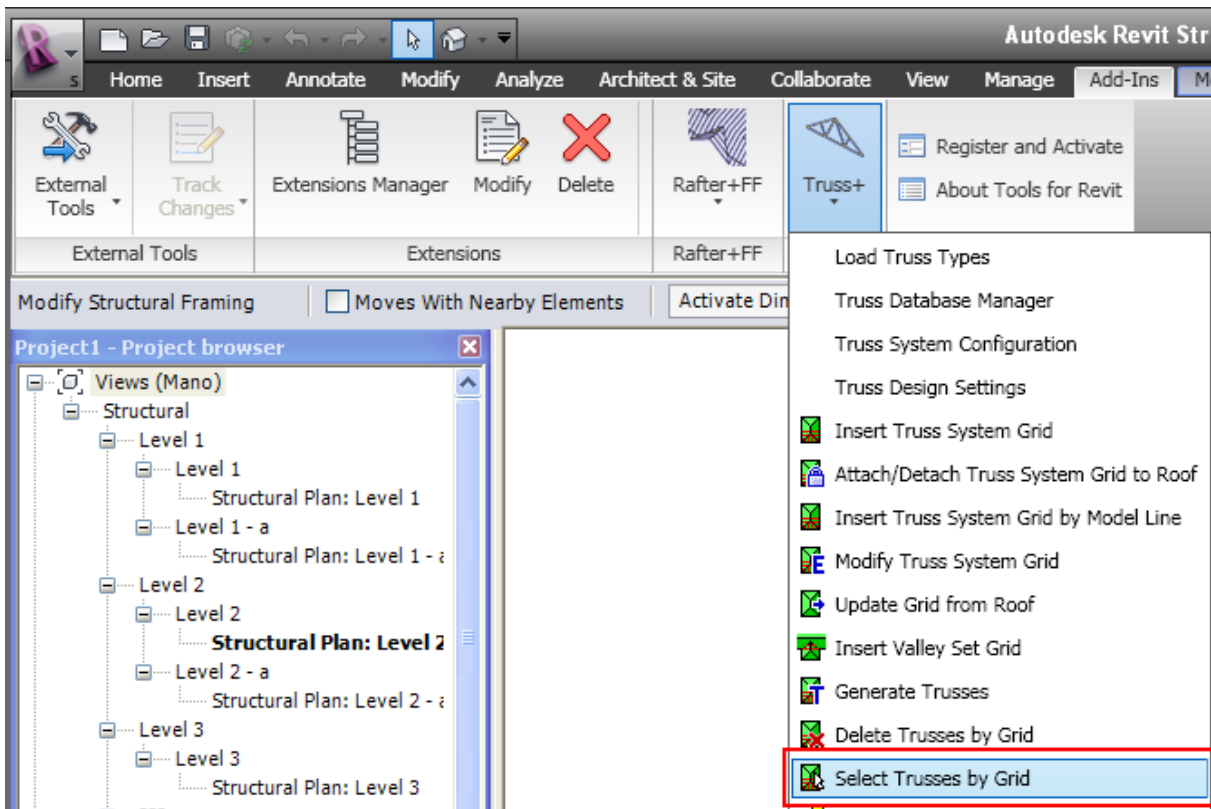 Autodesk Revit Str
S
Home Insert Annotate Modify Analyze Architect & Site Collaborate View Manage Add-Ins M
External Tools
Track Changes
Extensions Manager
Modify
Delete
Rafter+FF
Truss+
Register and Activate
About Tools for Revit
External Tools Extensions Rafter+FF
Modify Structural Framing Moves With Nearby Elements Activate Din
Project1 - Project browser
Views (Mano)
Structural
Level 1
Level 1
Structural Plan: Level 1
Level 1 - a
Structural Plan: Level 1 - a
Level 2
Level 2
Structural Plan: Level 2
Level 2 - a
Structural Plan: Level 2 - a
Level 3
Level 3
Structural Plan: Level 3
Load Truss Types
Truss Database Manager
Truss System Configuration
Truss Design Settings
Insert Truss System Grid
Attach/Detach Truss System Grid to Roof
Insert Truss System Grid by Model Line
Modify Truss System Grid
Update Grid from Roof
Insert Valley Set Grid
Generate Trusses
Delete Trusses by Grid
Select Trusses by Grid